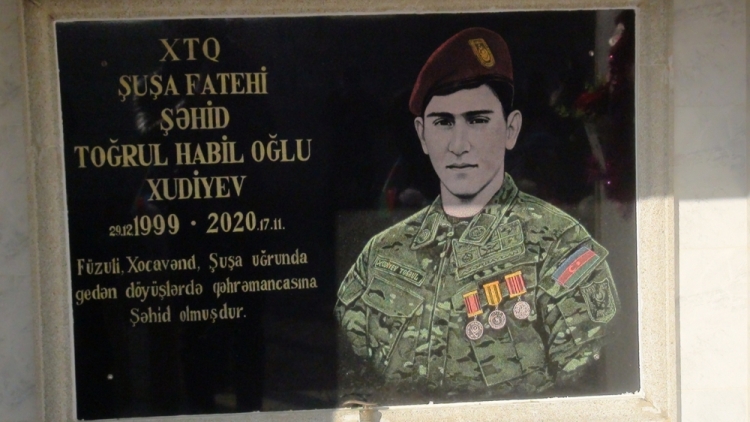 XTQ
ŞUŞA FATEHİ
ŞƏHİD
TOĞRUL HABİL OĞLU
XUDİYEV
29.12 1999 · 2020.17.11.
Füzuli, Xocavənd, Şuşa uğrunda
gedən döyüşlərdə qəhrəmancasına
Şəhid olmuşdur.